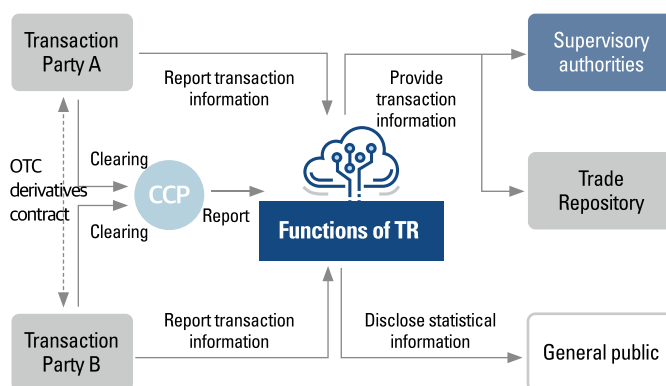 Transaction
Party A
Report transaction
information
Provide
transaction
information
Supervisory
authorities
OTC
derivatives
contract
Clearing
CCP
Clearing
Report
Functions of TR
Trade
Repository
Transaction
Party B
Report transaction
information
Disclose statistical
information
General public